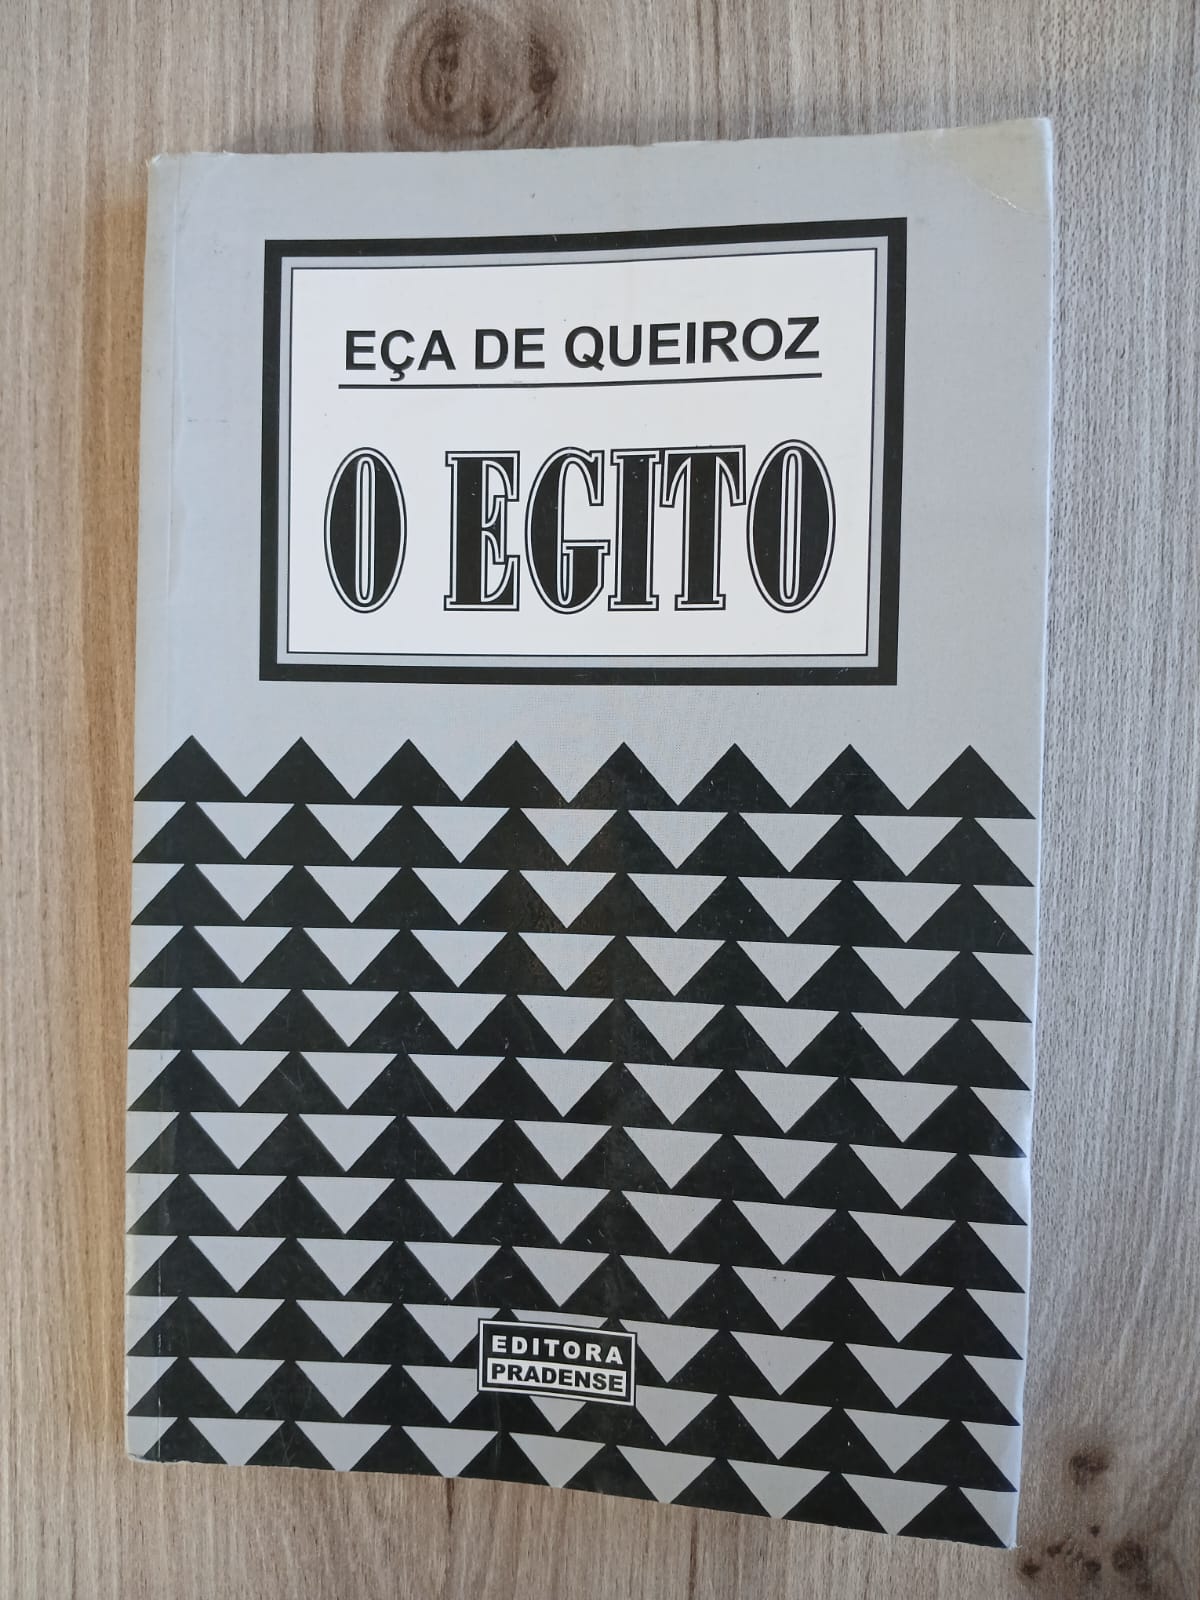 EÇA DE QUEIROZ
O EGITO
EDITORA
PRADENSE